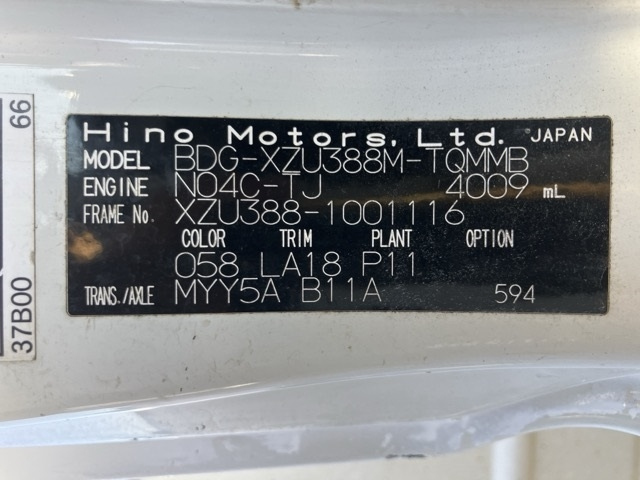 Hino Motors, Ltd. JAPAN
MODEL BDG-XZU388M-TQMMB
ENGINE N04C-TJ 4009 mL
FRAME No. XZU388-1001116
COLOR TRIM PLANT OPTION
058 LA18 P11
TRANS./AXLE MYY5A B11A 594
37B00 66